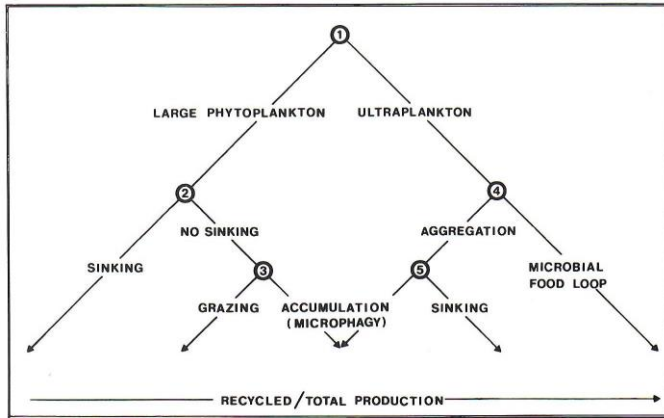 1
LARGE PHYTOPLANKTON
ULTRAPLANKTON
2
4
NO SINKING
AGGREGATION
SINKING
3
5
MICROBIAL
FOOD LOOP
GRAZING
ACCUMULATION
(MICROPHAGY)
SINKING
RECYCLED/TOTAL PRODUCTION